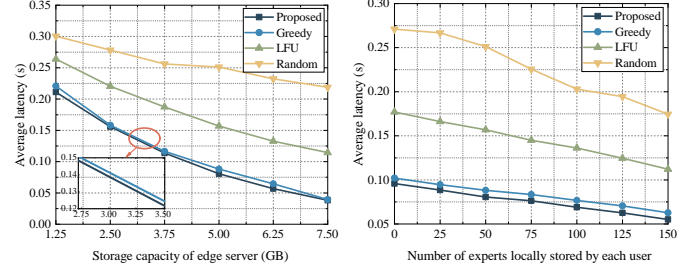 0.35
0.30
0.25
0.20
0.15
0.10
0.05
0.00
Average latency (s)
Proposed
Greedy
LFU
Random
0.15
0.14
0.13
0.12
2.75 3.00 3.25 3.50
1.25 2.50 3.75 5.00 6.25 7.50
Storage capacity of edge server (GB)
0.30
0.25
0.20
0.15
0.10
0.05
Average latency (s)
Proposed
Greedy
LFU
Random
0 25 50 75 100 125 150
Number of experts locally stored by each user